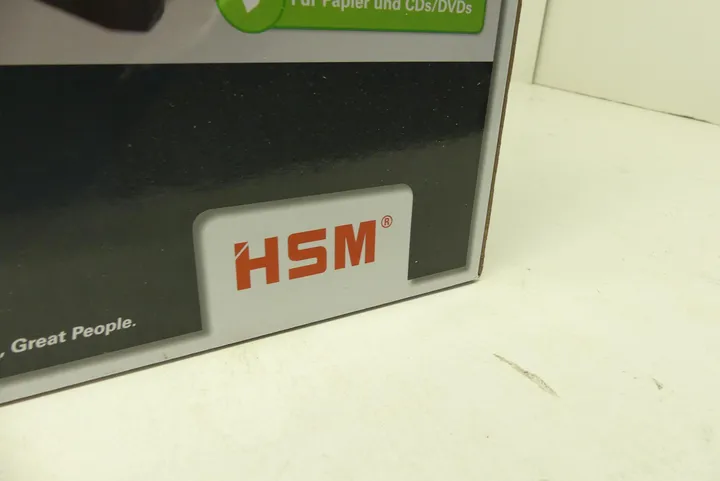 Für Papier und CDs/DVDs
HSM®
, Great People.